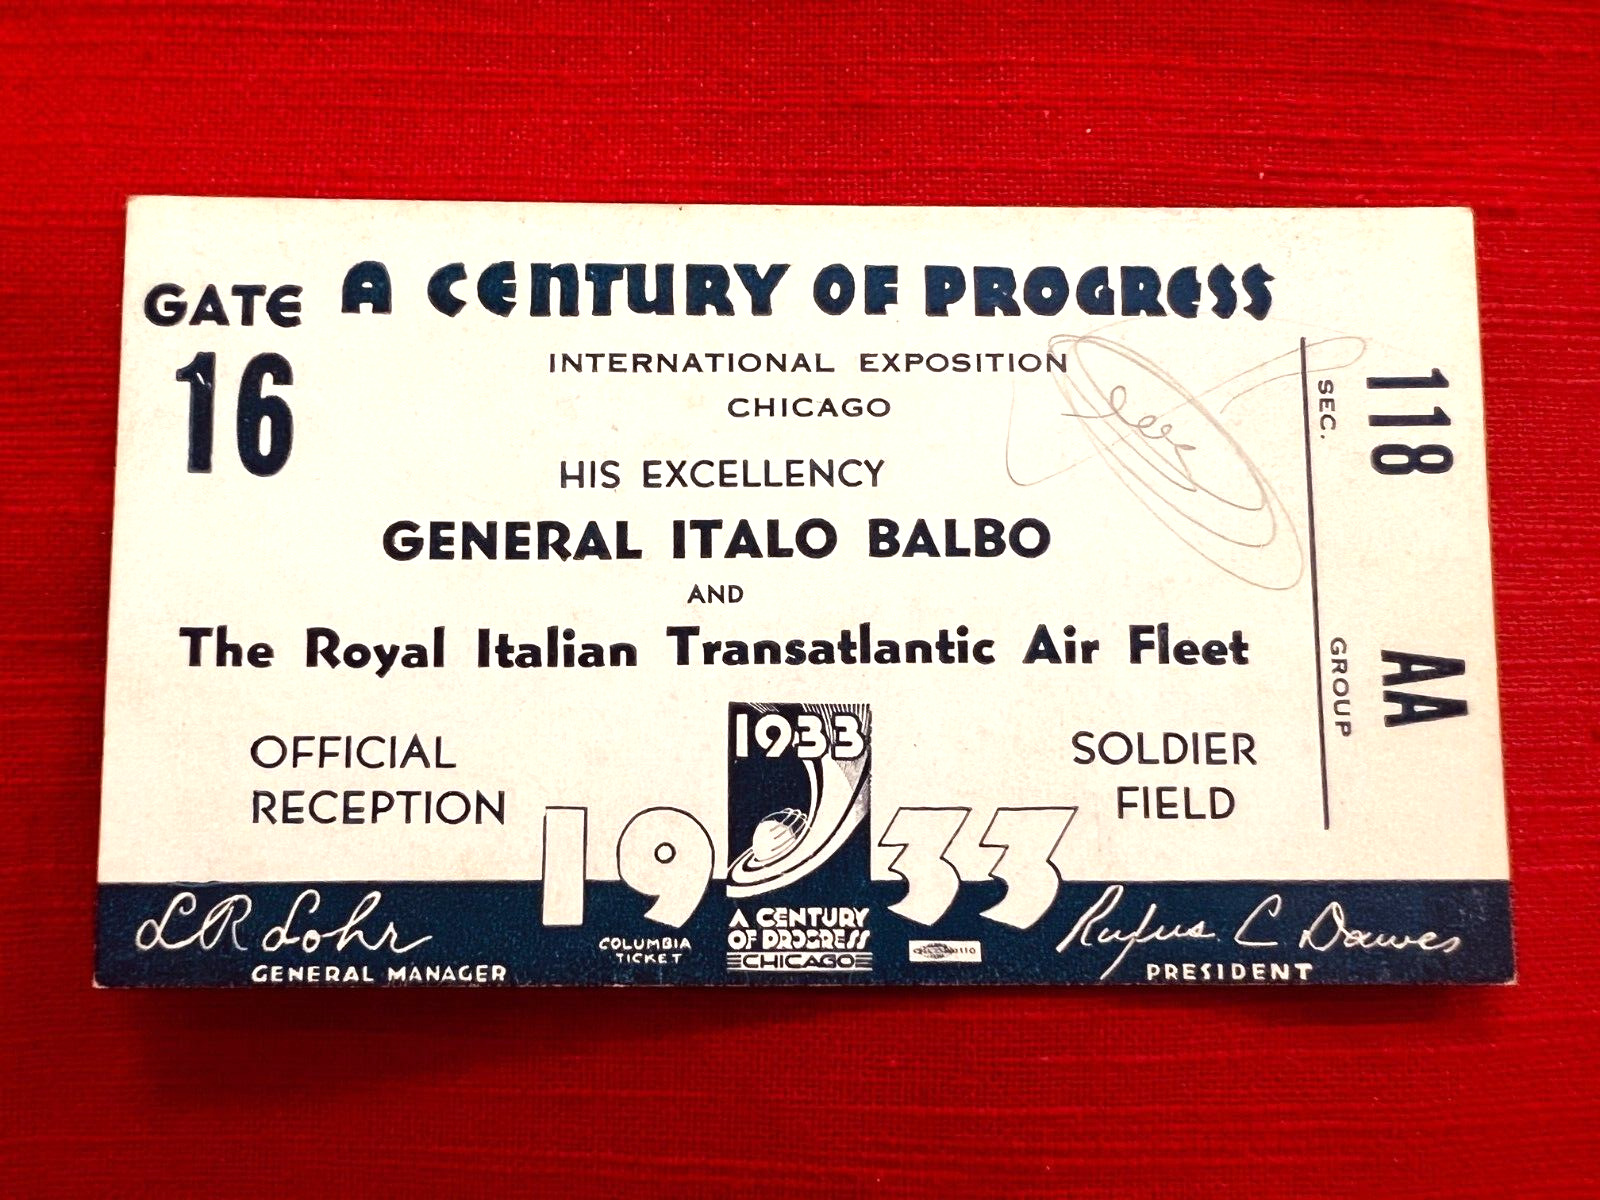 A CENTURY OF PROGRESS
GATE
16
INTERNATIONAL EXPOSITION
CHICAGO
HIS EXCELLENCY
GENERAL ITALO BALBO
AND
The Royal Italian Transatlantic Air Fleet
OFFICIAL
RECEPTION
SOLDIER
FIELD
SEC.
118
GROUP
AA
1933
1933
A CENTURY
OF PROGRESS
CHICAGO
L R Lohr
GENERAL MANAGER
COLUMBIA
TICKET
Rufus C Dawes
PRESIDENT